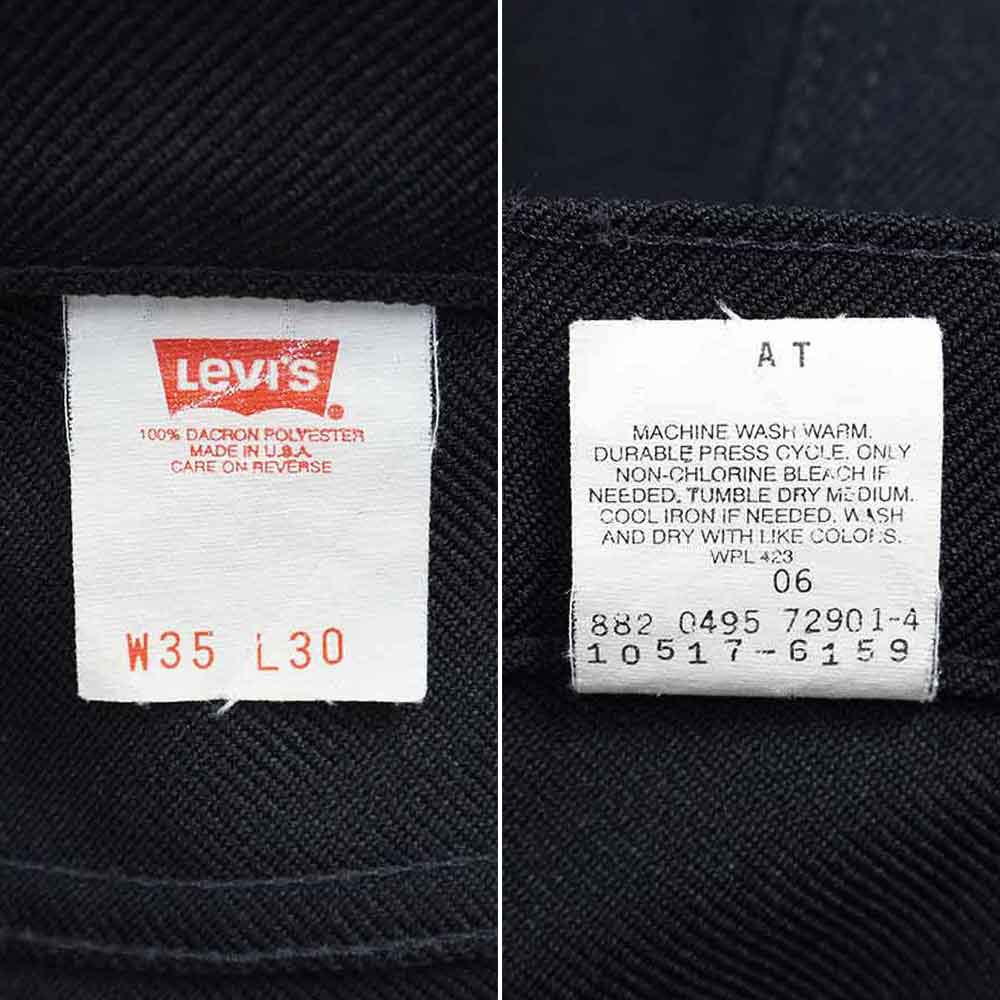 Levi's ®
100% DACRON POLYESTER
MADE IN U.S.A.
CARE ON REVERSE
W35 L30
AT
MACHINE WASH WARM.
DURABLE PRESS CYCLE. ONLY
NON-CHLORINE BLEACH IF
NEEDED. TUMBLE DRY MEDIUM.
COOL IRON IF NEEDED. WASH
AND DRY WITH LIKE COLORS.
WPL 423
06
882 0495 72901-4
10517-6159